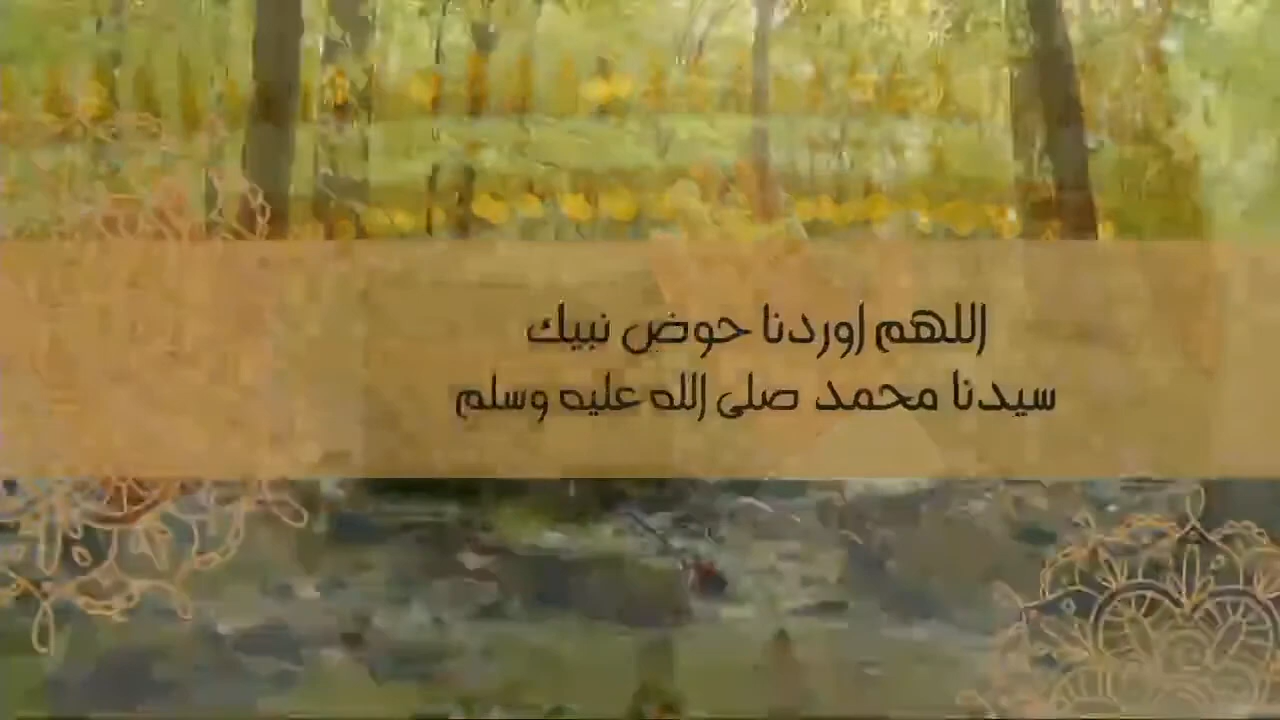 اللهم اوردنا حوض نبيك
سيدنا محمد صلى الله عليه وسلم